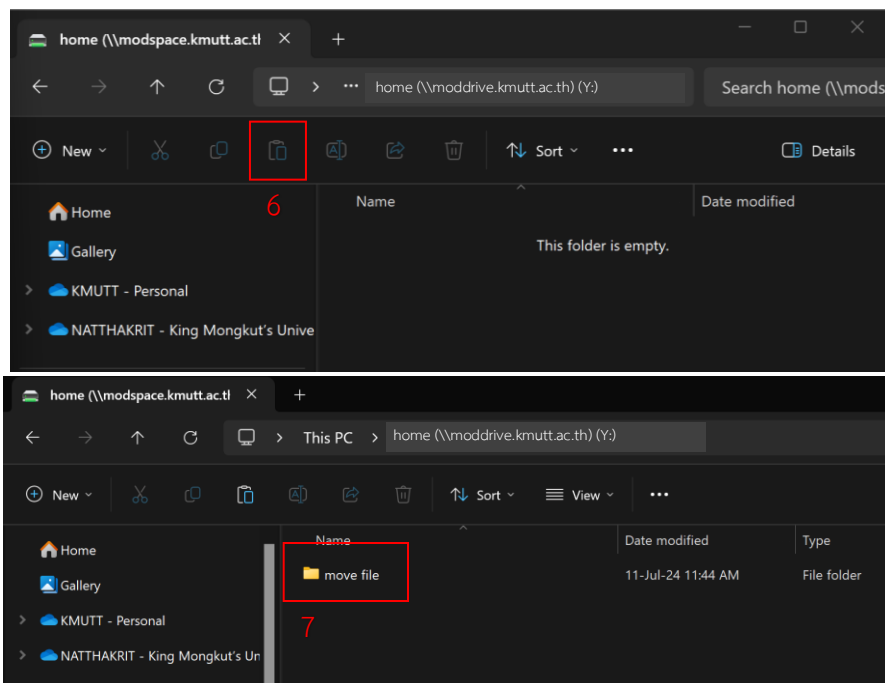 home (\\modspace.kmutt.ac.tl
home (\\moddrive.kmutt.ac.th) (Y:)
Search home (\\mods
New
Sort
Details
6
Home
Name
Date modified
Gallery
This folder is empty.
KMUTT - Personal
NATTHAKRIT - King Mongkut's Unive
home (\\modspace.kmutt.ac.tl
This PC
home (\\moddrive.kmutt.ac.th) (Y:)
New
Sort
View
Home
Name
Date modified
Type
Gallery
move file
11-Jul-24 11:44 AM
File folder
KMUTT - Personal
7
NATTHAKRIT - King Mongkut's Un